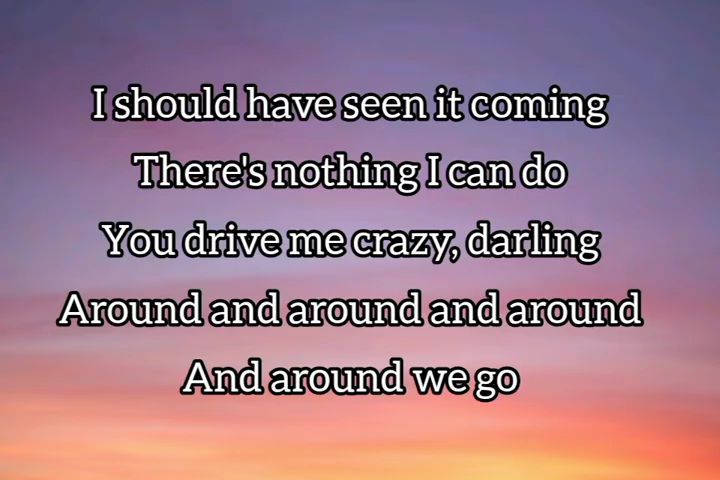 I should have seen it coming
There's nothing I can do
You drive me crazy, darling
Around and around and around
And around we go